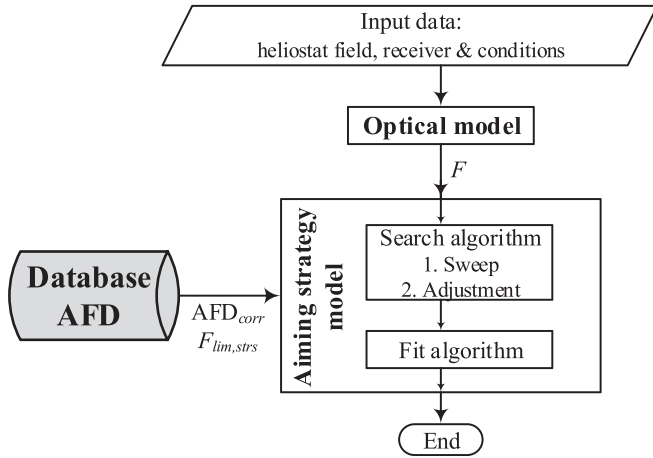 Input data:
heliostat field, receiver & conditions
Optical model
F
Aiming strategy
model
Search algorithm
1. Sweep
2. Adjustment
Fit algorithm
Database
AFD
AFDcorr
Flim,strs
End